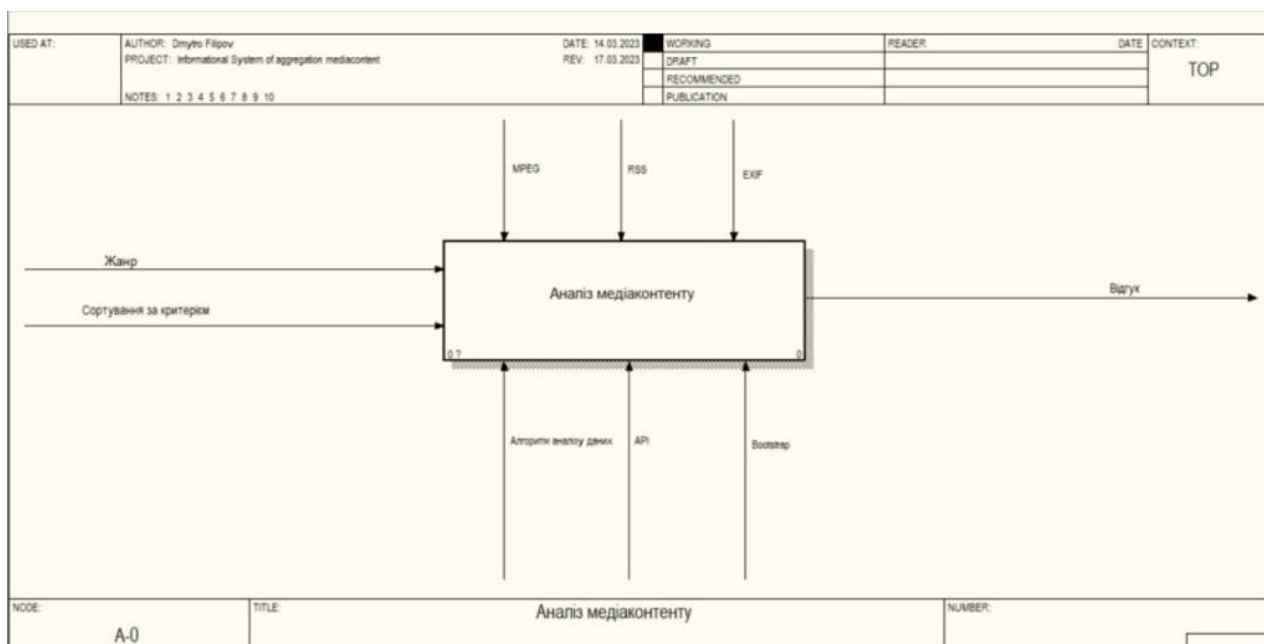 USED AT:
AUTHOR: Dmytro Filipov
DATE: 14.03.2023
WORKING
READER
DATE
CONTEXT:
PROJECT: Informational System of aggregation mediacontent
REV: 17.03.2023
DRAFT
TOP
RECOMMENDED
NOTES: 1 2 3 4 5 6 7 8 9 10
PUBLICATION
MPEG
RSS
EXIF
Жанр
Аналіз медіаконтенту
Відгук
Сортування за критерієм
0 ?
0
Алгоритм аналізу даних
API
Bootstrap
NODE:
TITLE:
Аналіз медіаконтенту
NUMBER:
A-0